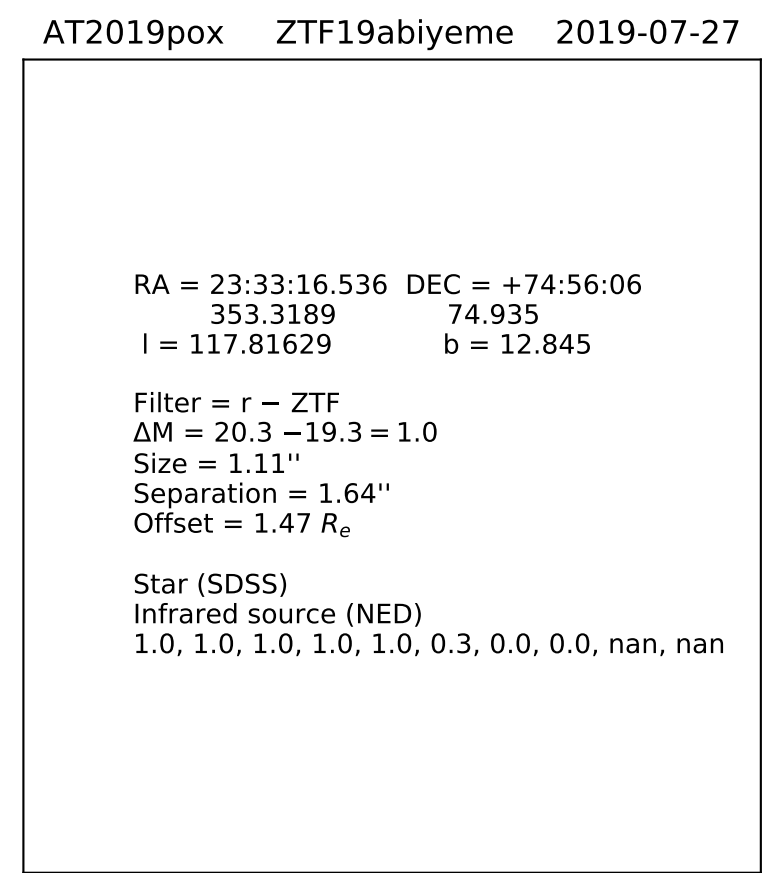 AT2019pox ZTF19abiyeme 2019-07-27
RA = 23:33:16.536 DEC = +74:56:06
353.3189 74.935
l = 117.81629 b = 12.845
Filter = r − ZTF
ΔM = 20.3 −19.3 = 1.0
Size = 1.11''
Separation = 1.64''
Offset = 1.47 Rₑ
Star (SDSS)
Infrared source (NED)
1.0, 1.0, 1.0, 1.0, 1.0, 0.3, 0.0, 0.0, nan, nan